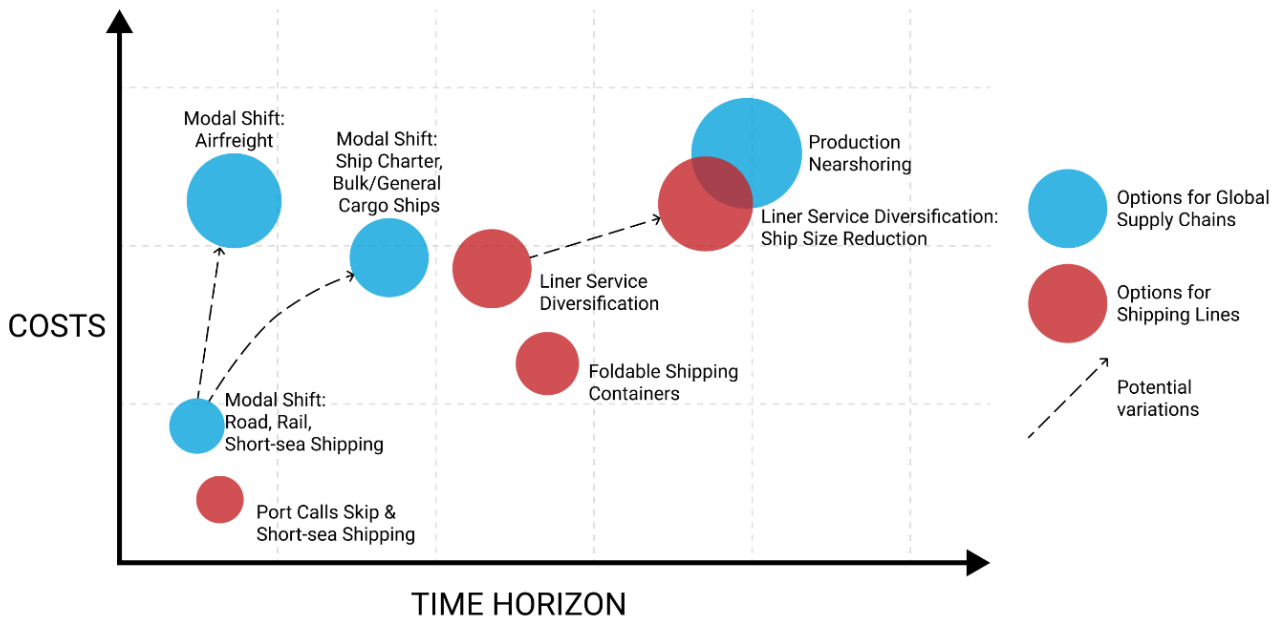 Modal Shift:
Airfreight
Modal Shift:
Ship Charter,
Bulk/General
Cargo Ships
Production
Nearshoring
Liner Service Diversification:
Ship Size Reduction
Liner Service
Diversification
Foldable Shipping
Containers
Modal Shift:
Road, Rail,
Short-sea Shipping
Port Calls Skip &
Short-sea Shipping
COSTS
TIME HORIZON
Options for Global
Supply Chains
Options for
Shipping Lines
Potential
variations